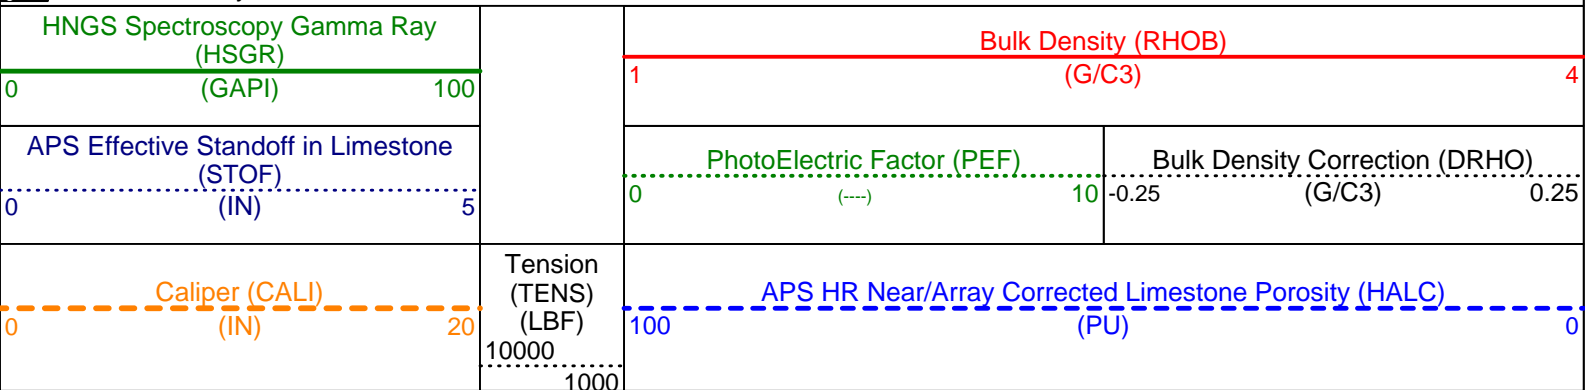 HNGS Spectroscopy Gamma Ray
(HSGR)
0 (GAPI) 100
Bulk Density (RHOB)
1 (G/C3) 4
APS Effective Standoff in Limestone
(STOF)
0 (IN) 5
PhotoElectric Factor (PEF)
0 (----) 10
Bulk Density Correction (DRHO)
-0.25 (G/C3) 0.25
Caliper (CALI)
0 (IN) 20
Tension
(TENS)
(LBF)
10000
1000
APS HR Near/Array Corrected Limestone Porosity (HALC)
100 (PU) 0